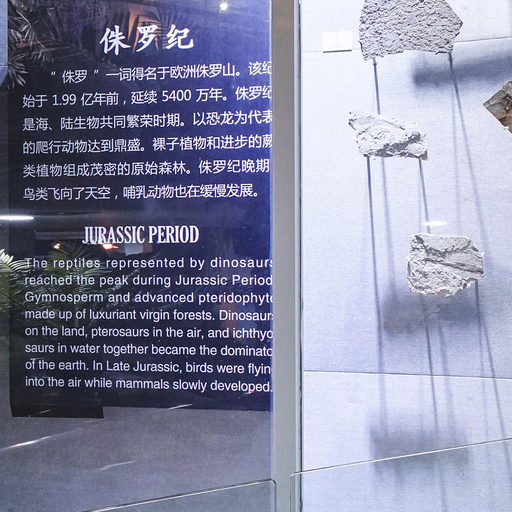 侏罗纪
“侏罗”一词得名于欧洲侏罗山。该纪
始于 1.99 亿年前，延续 5400 万年。侏罗纪
是海、陆生物共同繁荣时期。以恐龙为代表
的爬行动物达到鼎盛。裸子植物和进步的蕨
类植物组成茂密的原始森林。侏罗纪晚期
鸟类飞向了天空，哺乳动物也在缓慢发展。
JURASSIC PERIOD
The reptiles represented by dinosaurs
reached the peak during Jurassic Period
Gymnosperm and advanced pteridophyte
made up of luxuriant virgin forests. Dinosaurs
on the land, pterosaurs in the air, and ichthyo
saurs in water together became the dominato
of the earth. In Late Jurassic, birds were flying
into the air while mammals slowly developed.